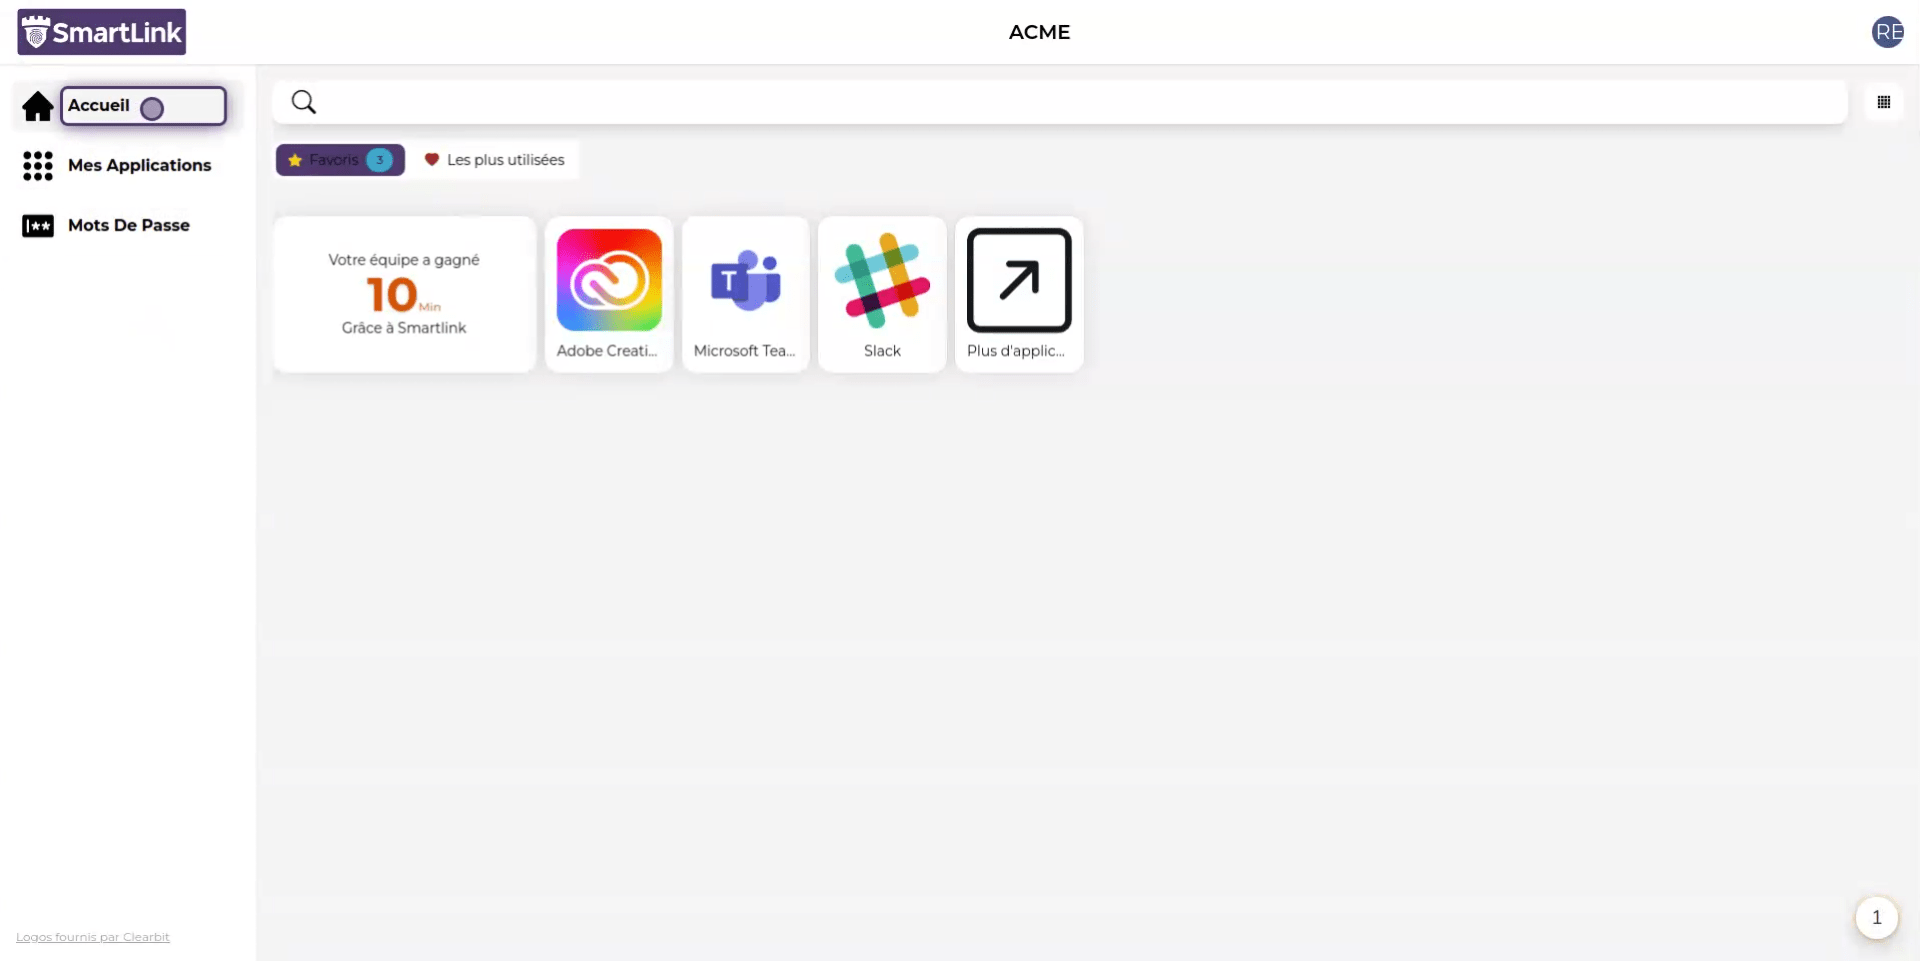 SmartLink
ACME
RE
Accueil
Mes Applications
Mots De Passe
Favoris 3
Les plus utilisées
Votre équipe a gagné
10 Min
Grâce à Smartlink
Adobe Creati...
Microsoft Tea...
Slack
Plus d'applic...
1
Logos fournis par Clearbit